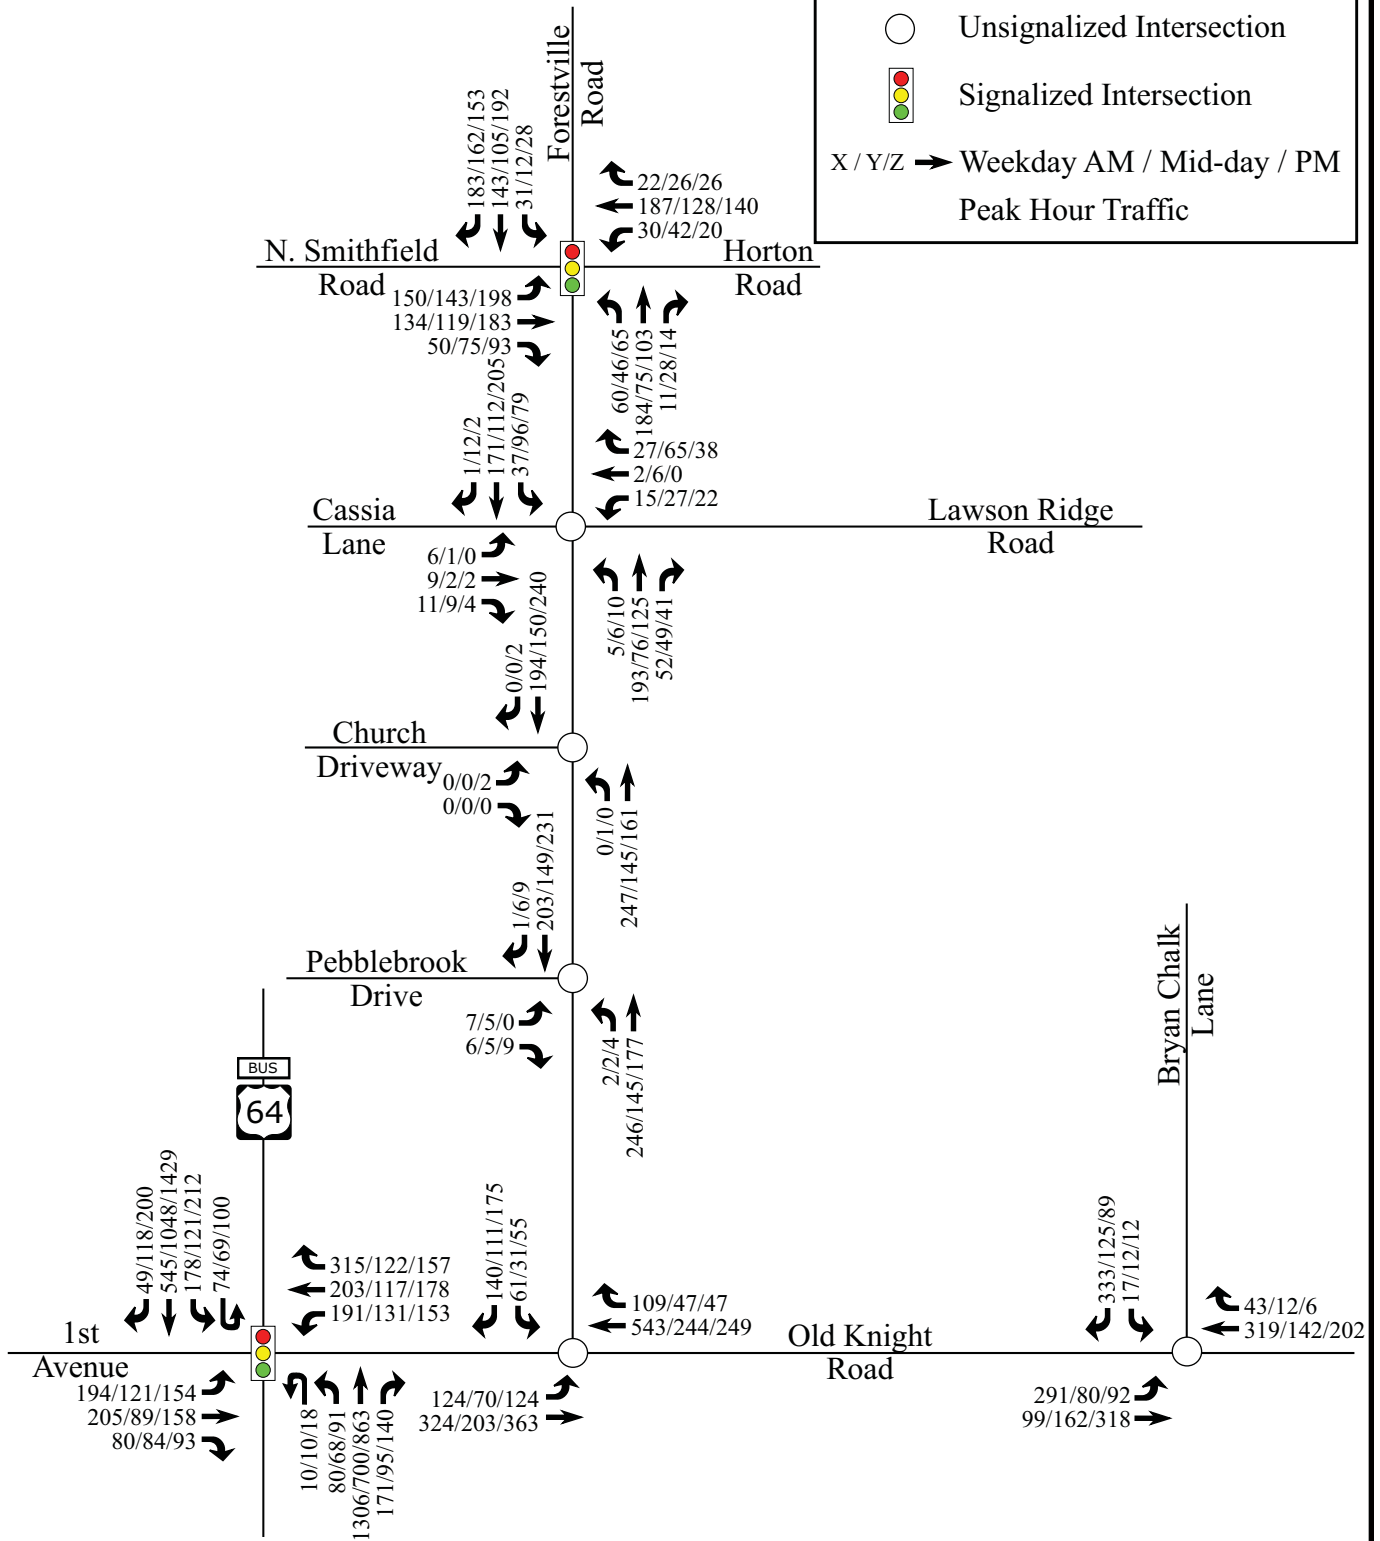 Unsignalized Intersection
Signalized Intersection
X / Y/Z Weekday AM / Mid-day / PM
Peak Hour Traffic
Forestville
Road
183/162/153
143/105/192
31/12/28
22/26/26
187/128/140
30/42/20
N. Smithfield
Road
Horton
Road
150/143/198
134/119/183
50/75/93
60/46/65
184/75/103
11/28/14
1/12/2
171/112/205
37/96/79
27/65/38
2/6/0
15/27/22
Cassia
Lane
Lawson Ridge
Road
6/1/0
9/2/2
11/9/4
5/6/10
193/76/125
52/49/41
0/0/2
194/150/240
Church
Driveway
0/0/2
0/0/0
0/1/0
247/145/161
1/6/9
203/149/231
Pebblebrook
Drive
7/5/0
6/5/9
2/2/4
246/145/177
Bryan Chalk
Lane
BUS
64
49/118/200
545/1048/1429
178/121/212
74/69/100
315/122/157
203/117/178
191/131/153
140/111/175
61/31/55
109/47/47
543/244/249
333/125/89
17/12/12
43/12/6
319/142/202
1st
Avenue
Old Knight
Road
194/121/154
205/89/158
80/84/93
10/10/18
80/68/91
1306/700/863
171/95/140
124/70/124
324/203/363
291/80/92
99/162/318